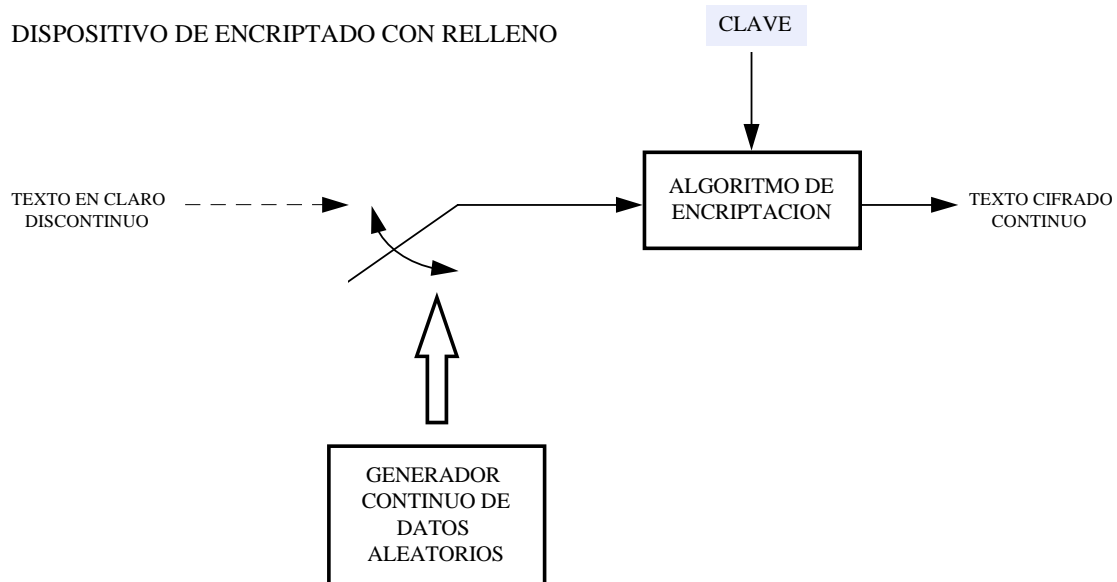 DISPOSITIVO DE ENCRIPTADO CON RELLENO
CLAVE
TEXTO EN CLARO
DISCONTINUO
ALGORITMO DE
ENCRIPTACION
TEXTO CIFRADO
CONTINUO
GENERADOR
CONTINUO DE
DATOS
ALEATORIOS